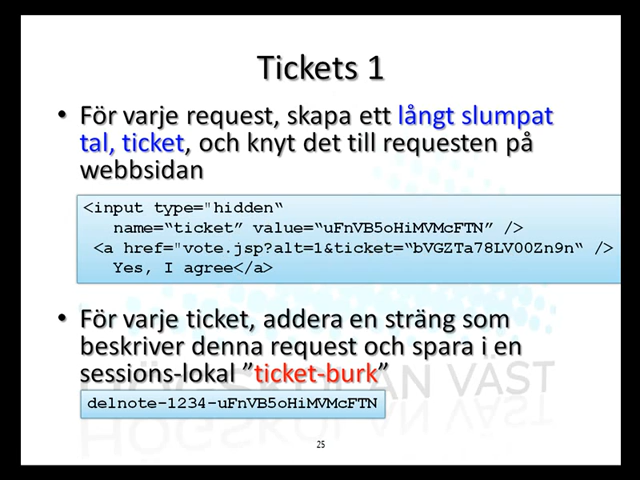 Tickets 1
• För varje request, skapa ett långt slumpat
tal, ticket, och knyt det till requesten på
webbsidan
<input type="hidden“
name=“ticket” value=“uFnVB5oHiMVMcFTN” />
<a href="vote.jsp?alt=1&ticket=“bVGZTa78LV00Zn9n“ />
Yes, I agree</a>
• För varje ticket, addera en sträng som
beskriver denna request och spara i en
sessions-lokal ”ticket-burk”
delnote-1234-uFnVB5oHiMVMcFTN
HÖGSKOLAN VÄST
25